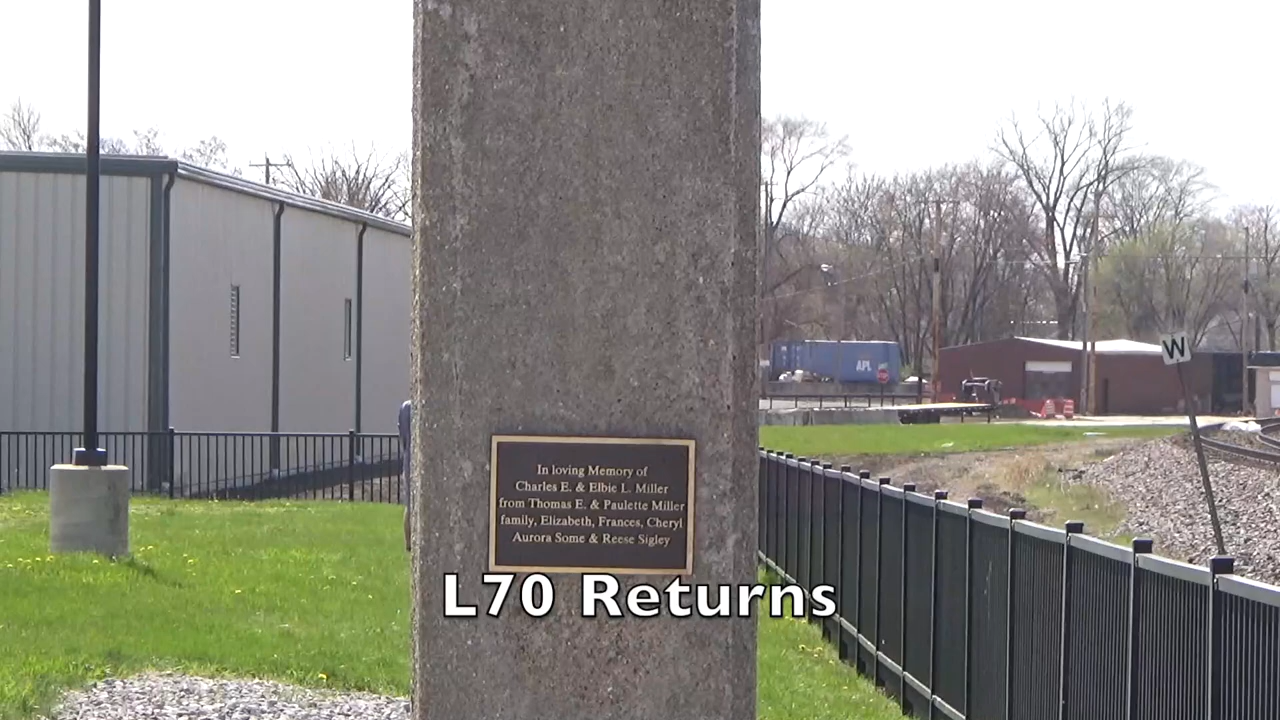 APL
W
In loving Memory of
Charles E. & Elbie L. Miller
from Thomas E. & Paulette Miller
family, Elizabeth, Frances, Cheryl
Aurora Some & Reese Sigley
L70 Returns